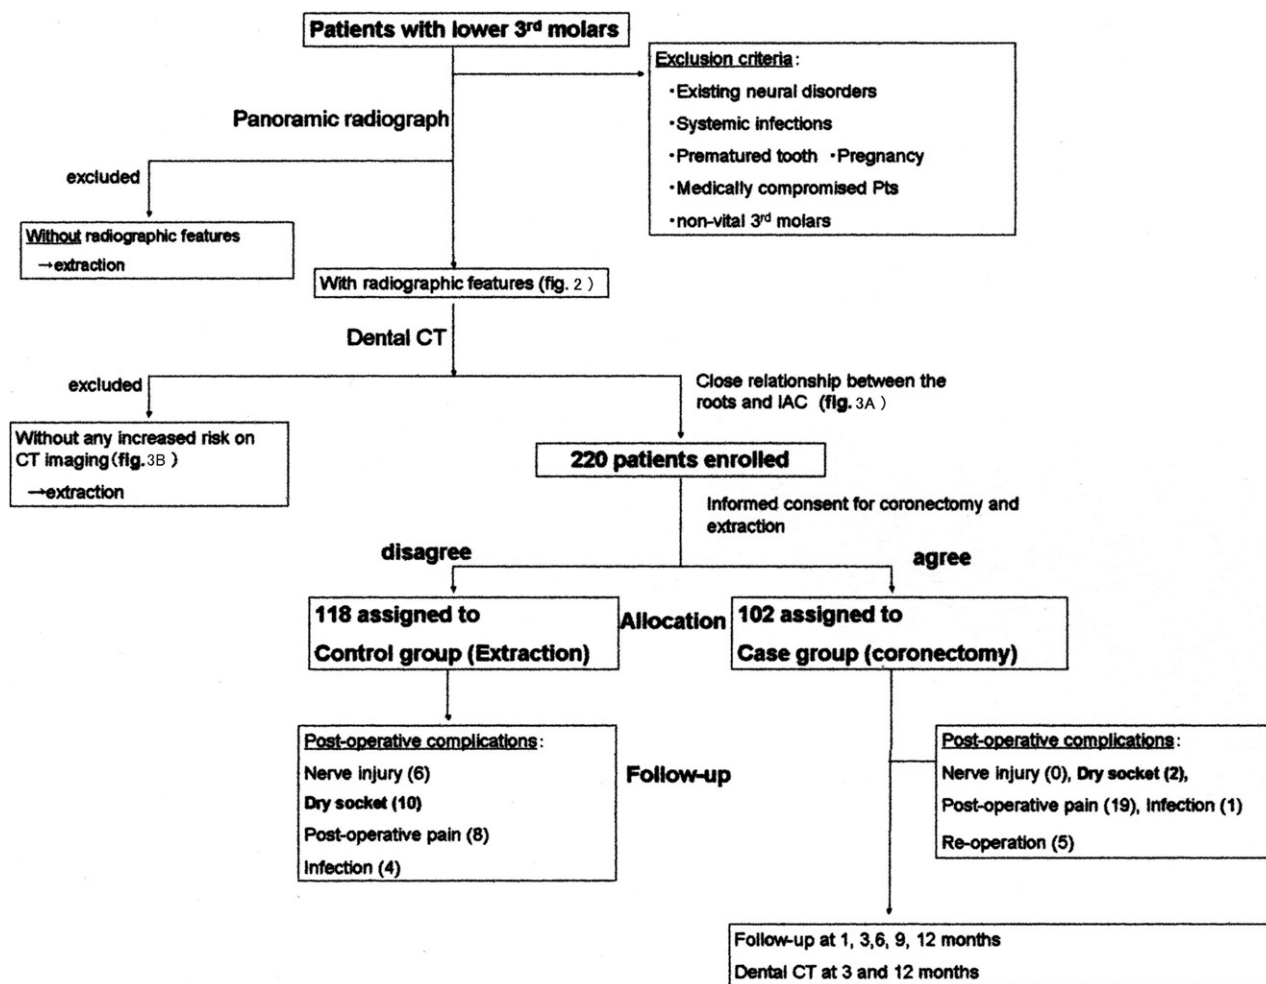 Patients with lower 3rd molars
Exclusion criteria:
・Existing neural disorders
・Systemic infections
・Prematured tooth ・Pregnancy
・Medically compromised Pts
・non-vital 3rd molars
Panoramic radiograph
excluded
Without radiographic features
→extraction
With radiographic features (fig. 2 )
Dental CT
excluded
Close relationship between the
roots and IAC (fig. 3A )
Without any increased risk on
CT imaging(fig.3B )
→extraction
220 patients enrolled
Informed consent for coronectomy and
extraction
disagree
agree
118 assigned to
Control group (Extraction)
Allocation
102 assigned to
Case group (coronectomy)
Post-operative complications:
Nerve injury (6)
Dry socket (10)
Post-operative pain (8)
Infection (4)
Follow-up
Post-operative complications:
Nerve injury (0), Dry socket (2),
Post-operative pain (19), Infection (1)
Re-operation (5)
Follow-up at 1, 3,6, 9, 12 months
Dental CT at 3 and 12 months